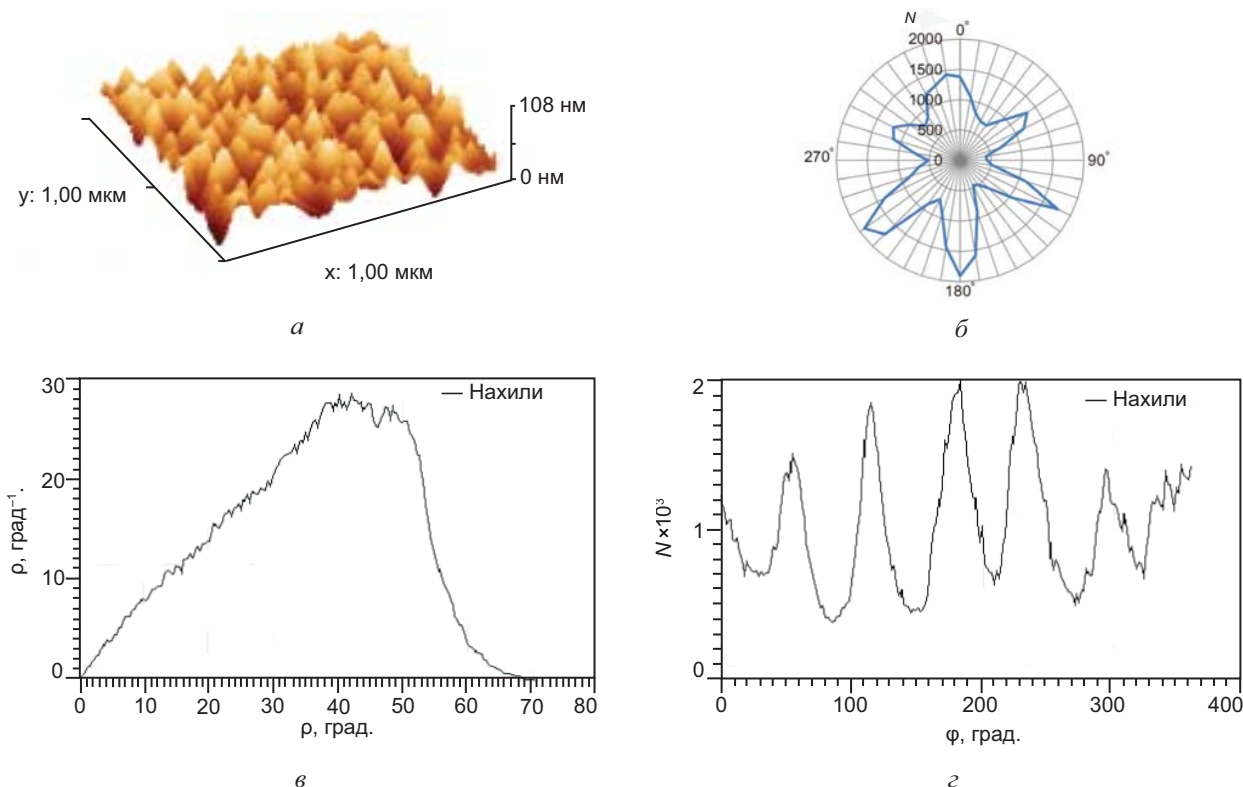 108 нм
0 нм
y: 1,00 мкм
x: 1,00 мкм
а
N
0°
2000
1500
1000
500
0
270°
90°
180°
б
30
20
10
0
ρ, град⁻¹.
— Нахили
0 10 20 30 40 50 60 70 80
ρ, град.
в
2
1
0
N ×10³
— Нахили
0 100 200 300 400
φ, град.
г